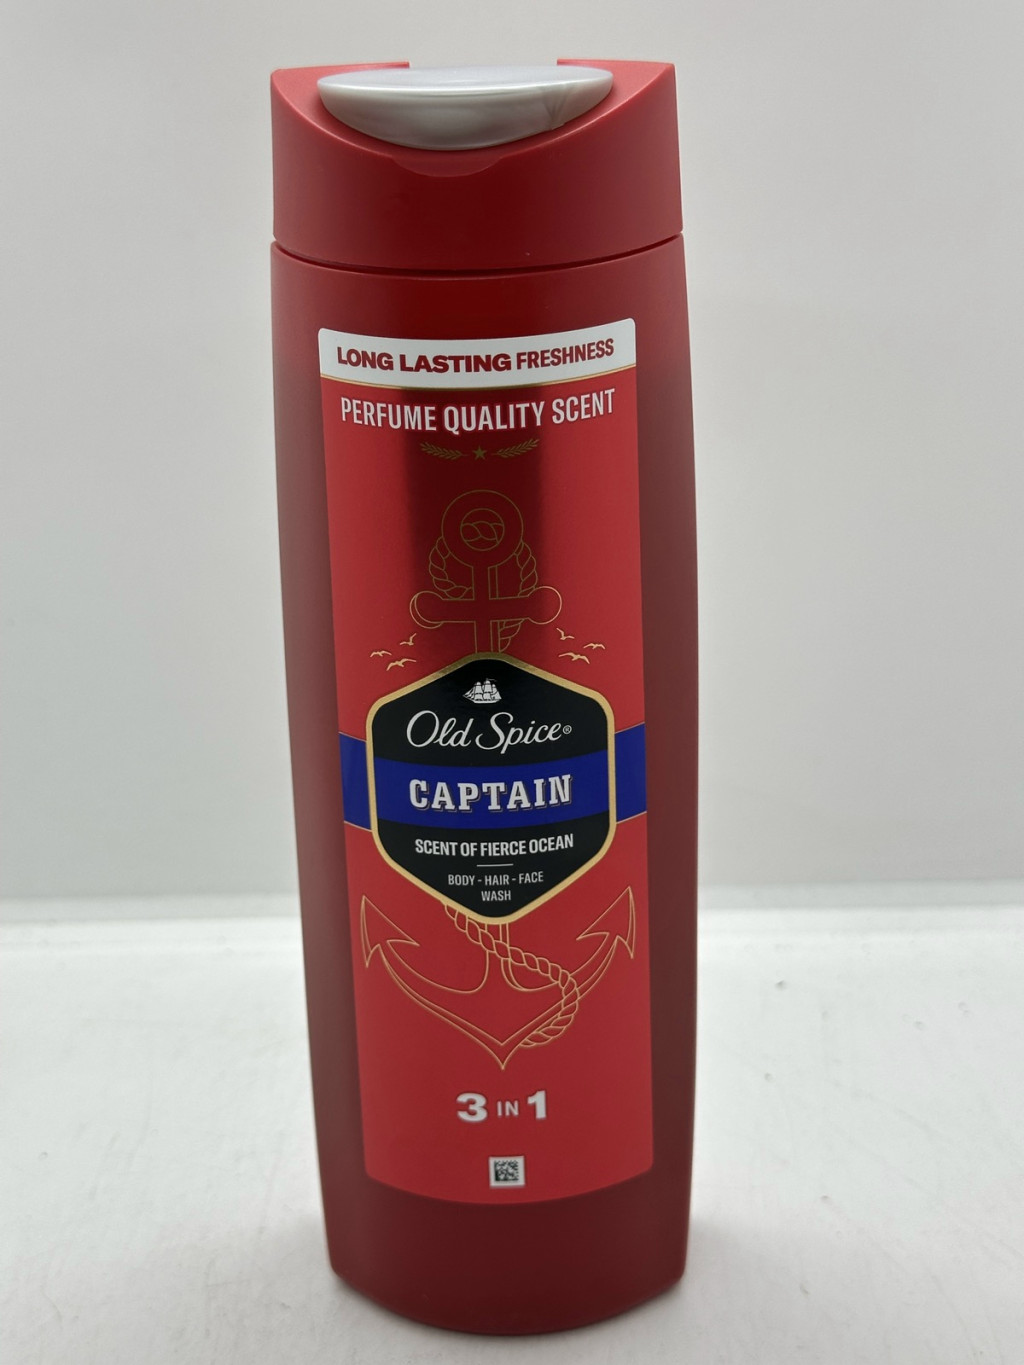 LONG LASTING FRESHNESS
PERFUME QUALITY SCENT
Old Spice®
CAPTAIN
SCENT OF FIERCE OCEAN
BODY - HAIR - FACE
WASH
3 IN 1